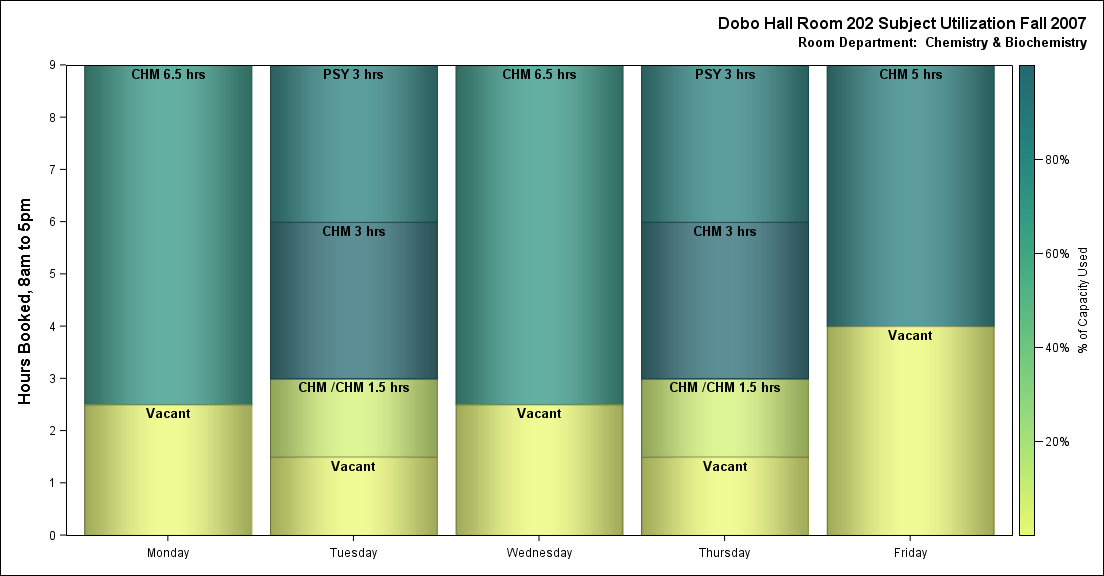 Dobo Hall Room 202 Subject Utilization Fall 2007
Room Department:  Chemistry & Biochemistry
Hours Booked, 8am to 5pm
9
8
7
6
5
4
3
2
1
0
CHM 6.5 hrs
Vacant
PSY 3 hrs
CHM 3 hrs
CHM /CHM 1.5 hrs
Vacant
CHM 6.5 hrs
Vacant
PSY 3 hrs
CHM 3 hrs
CHM /CHM 1.5 hrs
Vacant
CHM 5 hrs
Vacant
Monday
Tuesday
Wednesday
Thursday
Friday
80%
60%
40%
20%
% of Capacity Used